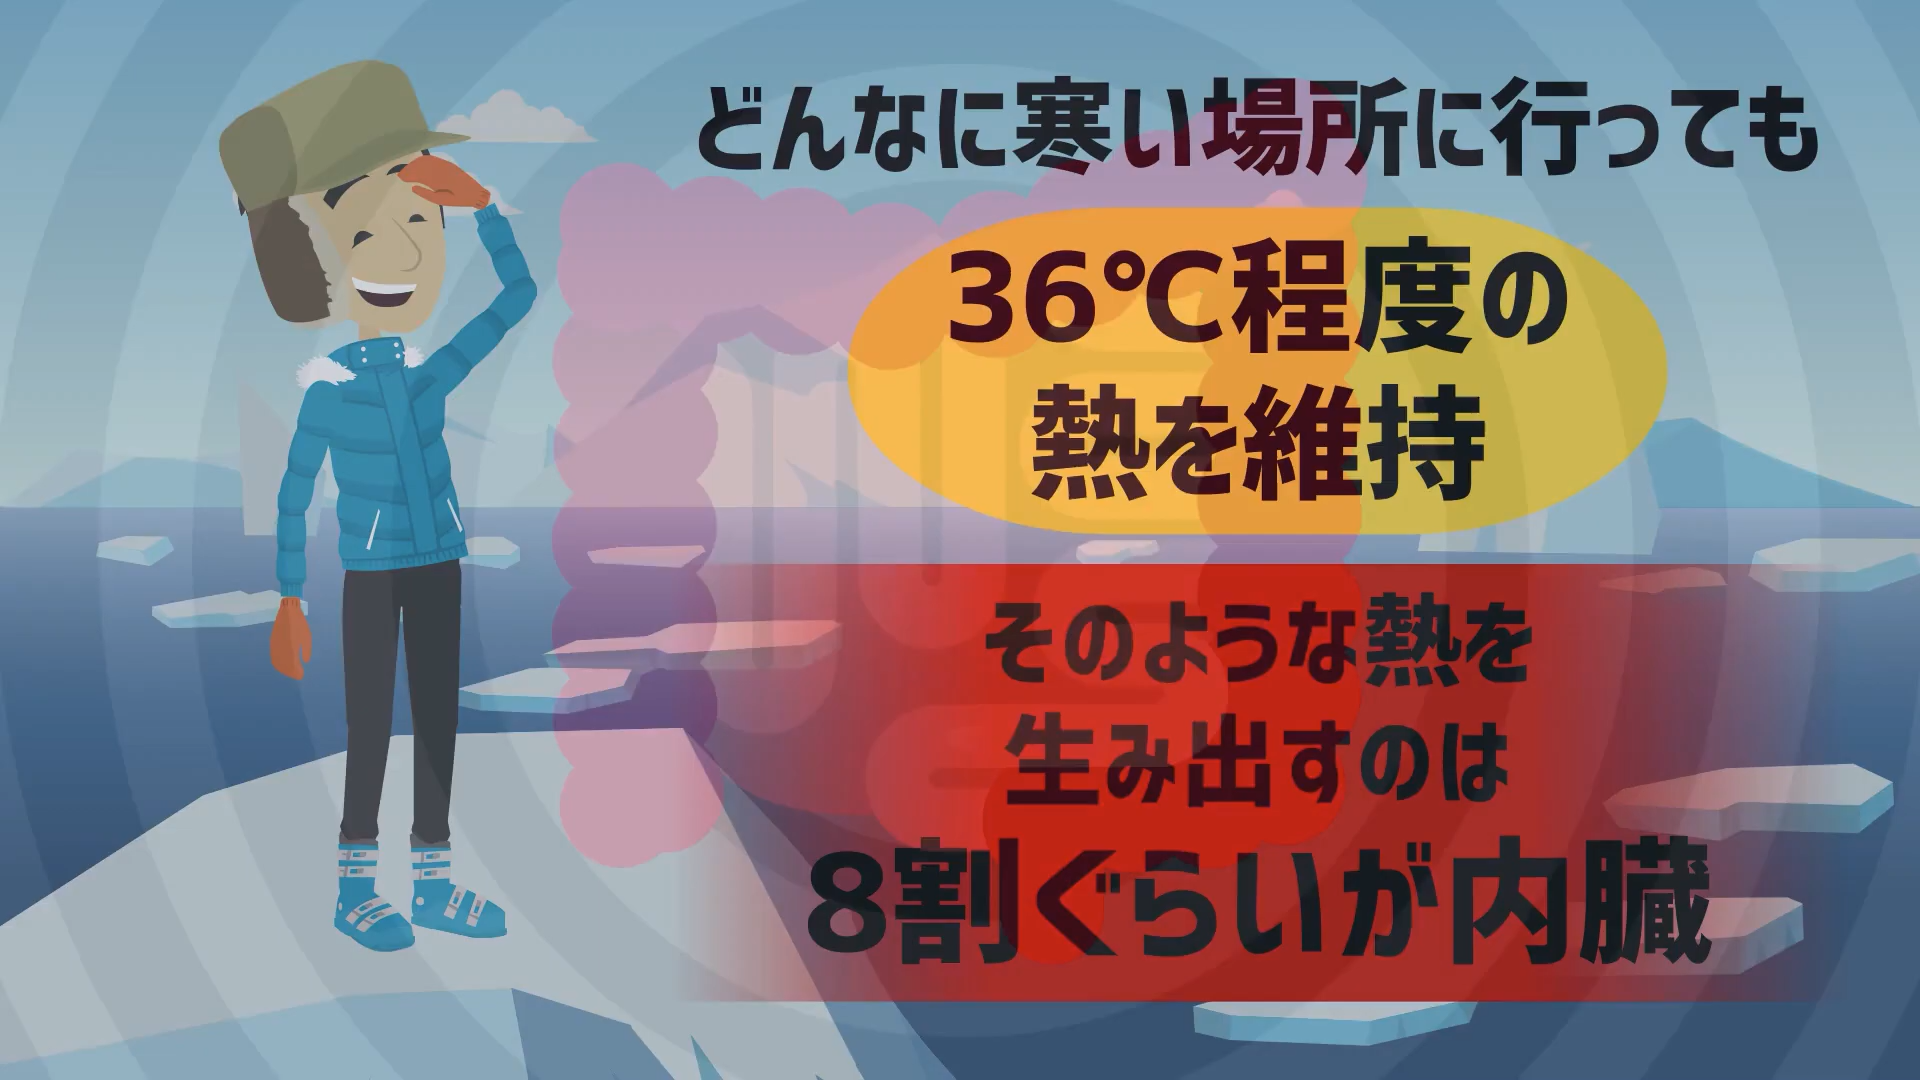 どんなに寒い場所に行っても
36℃程度の
熱を維持
そのような熱を
生み出すのは
8割ぐらいが内臓